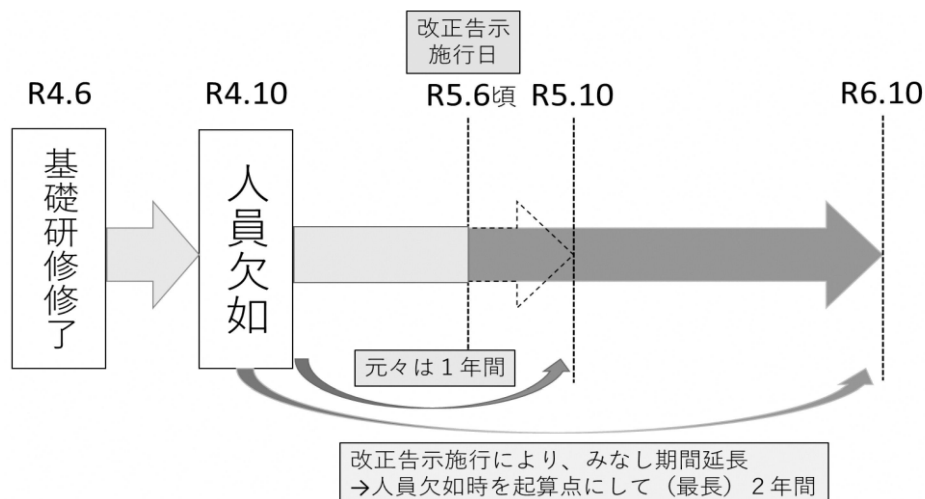 改正告示
施行日
R4.6
R4.10
R5.6頃
R5.10
R6.10
基礎研修修了
人員欠如
元々は１年間
改正告示施行により、みなし期間延長
→人員欠如時を起算点にして（最長）２年間